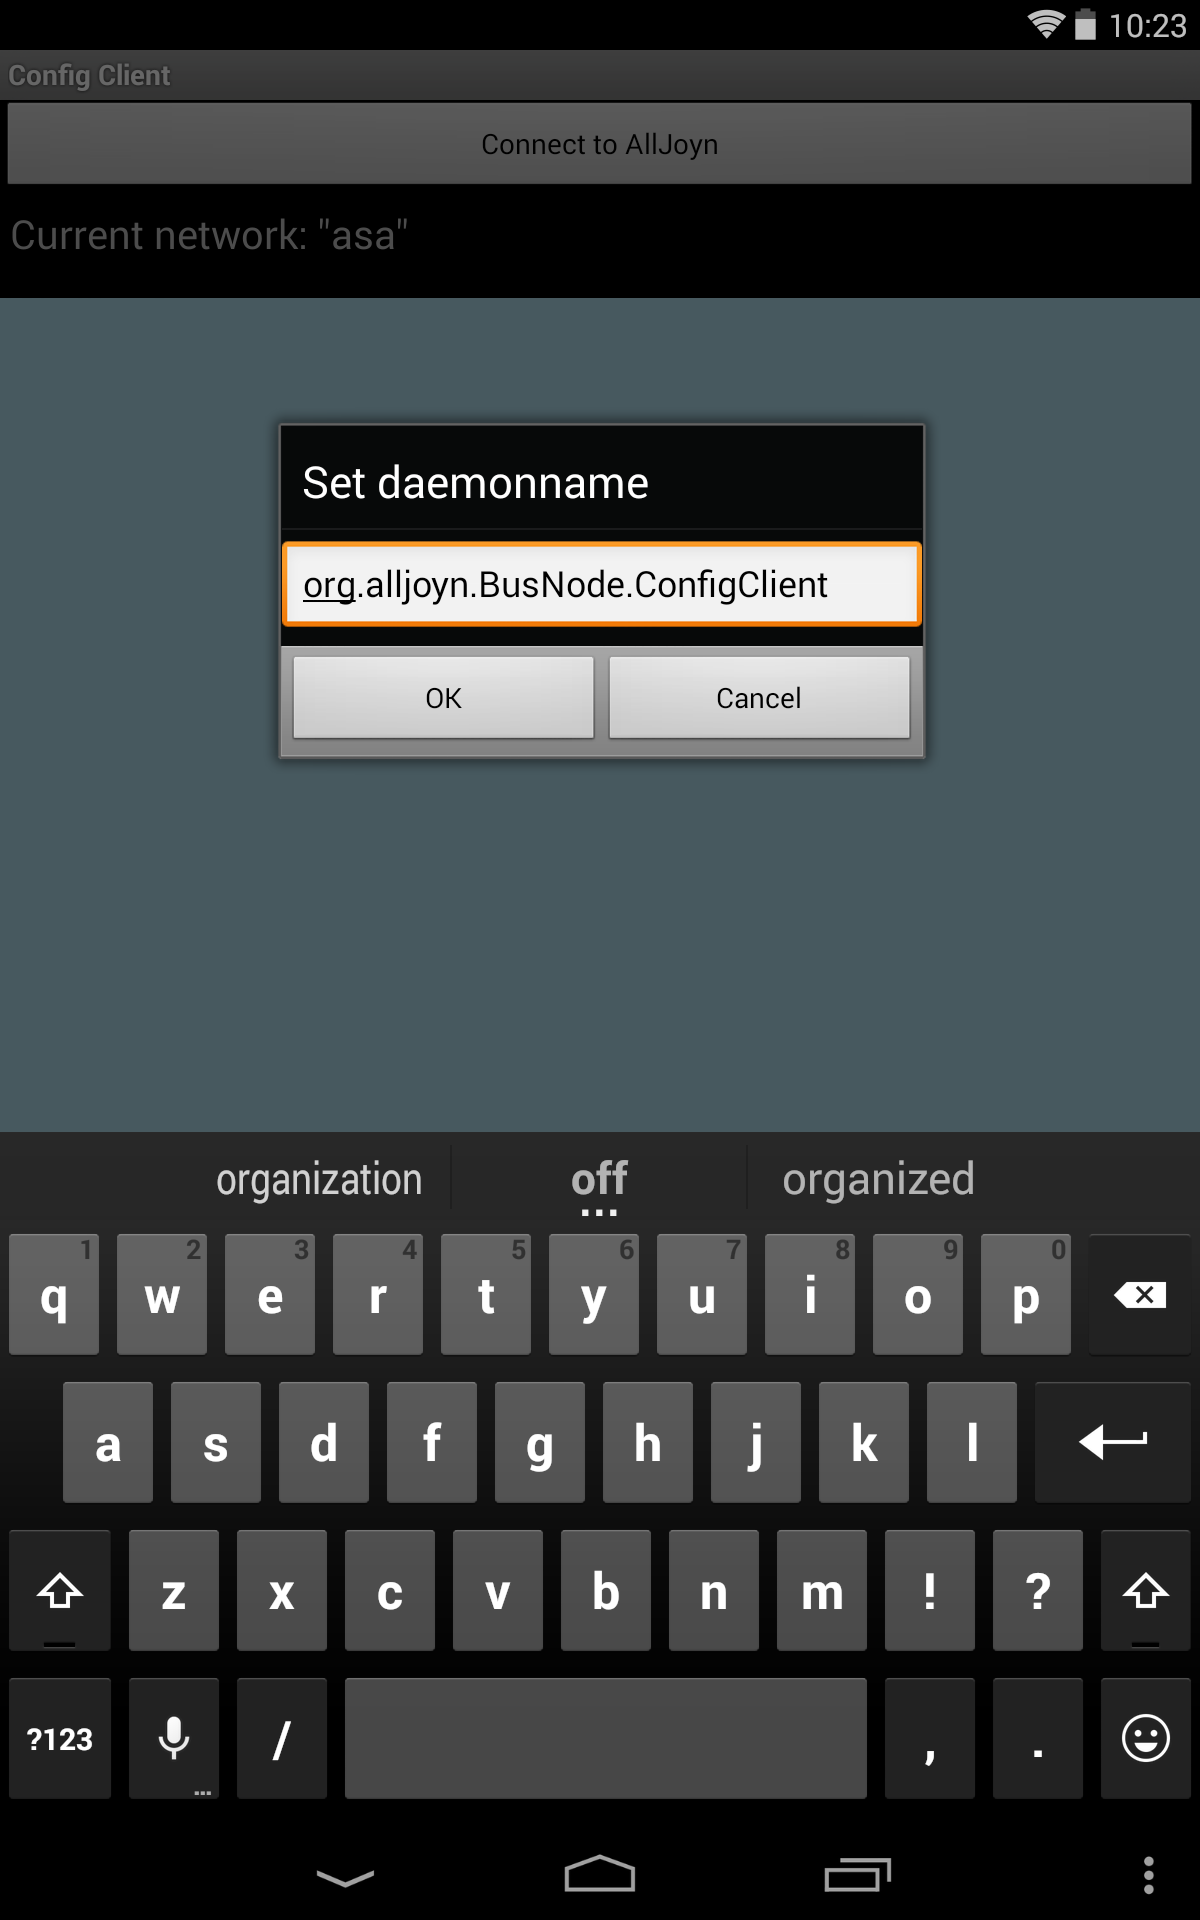 10:23
Config Client
Connect to AllJoyn
Current network: "asa"
Set daemonname
org.alljoyn.BusNode.ConfigClient
OK Cancel
organization off organized
...
1 2 3 4 5 6 7 8 9 0
q w e r t y u i o p
a s d f g h j k l
z x c v b n m ! ?
?123 / , .
...